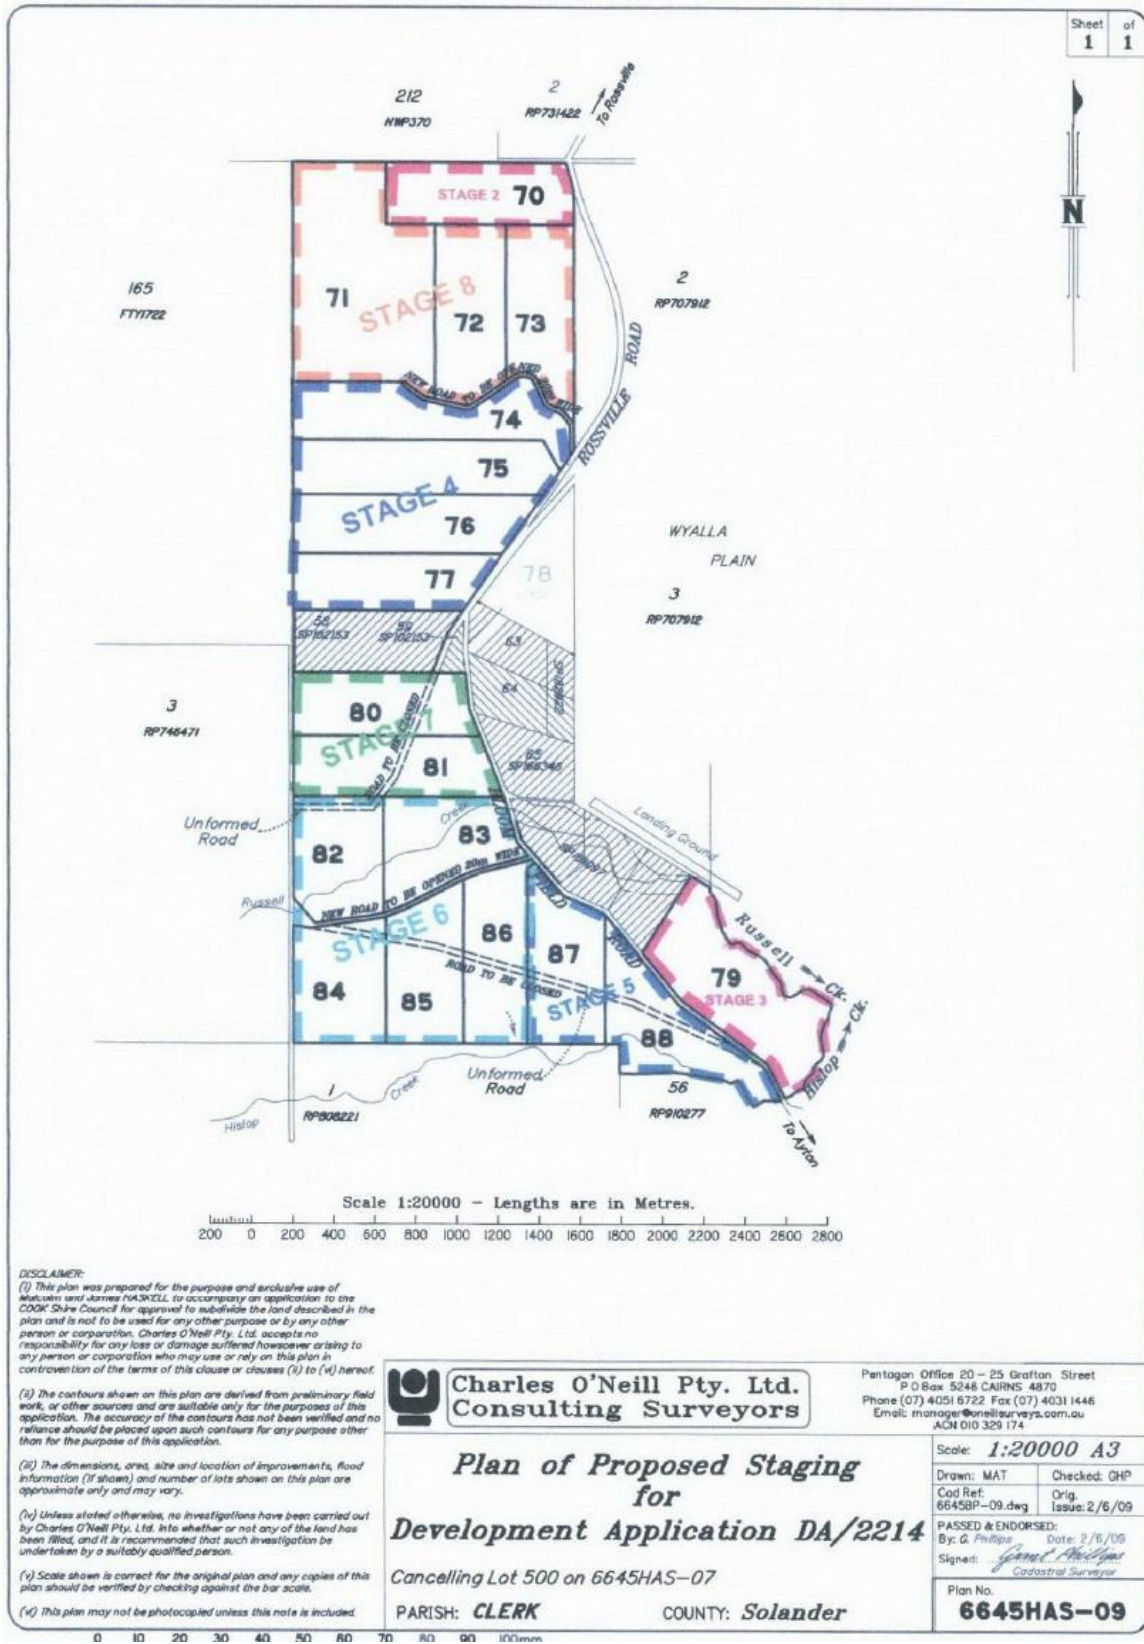 Sheet of
1 1
212
NWP370
2
RP731422
To Rossville
N
STAGE 2 70
165
FTY1722
71
STAGE 8
72
73
2
RP707912
ROSSVILLE ROAD
NEW ROAD TO BE OPENED 20m WIDE
74
75
STAGE 4
76
77
78
WYALLA
PLAIN
3
RP707912
58
SP102153
59
SP102153
63
64
65
3
RP746471
80
STAGE 7
81
ROAD TO BE CLOSED
Landing Ground
Unformed
Road
Creek
82
83
BLOOMFIELD ROAD
Russell
NEW ROAD TO BE OPENED 20m WIDE
STAGE 6
86
87
84
85
ROAD TO BE CLOSED
STAGE 5
88
79
STAGE 3
Russell Ck.
Hislop Ck.
Unformed
Road
1
RP808221
Hislop
Creek
56
RP910277
To Ayton
Scale 1:20000 - Lengths are in Metres.
200 0 200 400 600 800 1000 1200 1400 1600 1800 2000 2200 2400 2600 2800
DISCLAIMER:
(i) This plan was prepared for the purpose and exclusive use of
Malcolm and James HASKELL to accompany an application to the
COOK Shire Council for approval to subdivide the land described in the
plan and is not to be used for any other purpose or by any other
person or corporation. Charles O'Neill Pty. Ltd. accepts no
responsibility for any loss or damage suffered howsoever arising to
any person or corporation who may use or rely on this plan in
contravention of the terms of this clause or clauses (ii) to (vi) hereof.
(ii) The contours shown on this plan are derived from preliminary field
work, or other sources and are suitable only for the purposes of this
application. The accuracy of the contours has not been verified and no
reliance should be placed upon such contours for any purpose other
than for the purpose of this application.
(iii) The dimensions, area, size and location of improvements, flood
information (if shown) and number of lots shown on this plan are
approximate only and may vary.
(iv) Unless stated otherwise, no investigations have been carried out
by Charles O'Neill Pty. Ltd. into whether or not any of the land has
been filled, and it is recommended that such investigation be
undertaken by a suitably qualified person.
(v) Scale shown is correct for the original plan and any copies of this
plan should be verified by checking against the bar scale.
(vi) This plan may not be photocopied unless this note is included.
Charles O'Neill Pty. Ltd.
Consulting Surveyors
Pentagon Office 20 - 25 Grafton Street
P O Box 5246 CAIRNS 4870
Phone (07) 4051 6722 Fax (07) 4031 1446
Email: manager@oneillsurveys.com.au
ACN 010 329 174
Plan of Proposed Staging
for
Development Application DA/2214
Cancelling Lot 500 on 6645HAS-07
PARISH: CLERK COUNTY: Solander
Scale: 1:20000 A3
Drawn: MAT Checked: GHP
Cad Ref: 6645BP-09.dwg Orig. Issue: 2/6/09
PASSED & ENDORSED:
By: G. Phillips Date: 2/6/09
Signed: Grant Phillips
Cadastral Surveyor
Plan No.
6645HAS-09
0 10 20 30 40 50 60 70 80 90 100mm